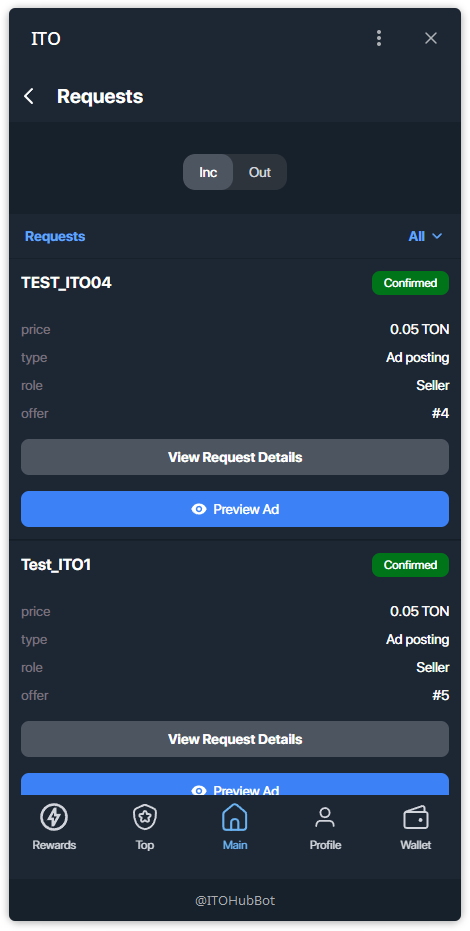 ITO
Requests
Inc Out
Requests All
TEST_ITO04 Confirmed
price 0.05 TON
type Ad posting
role Seller
offer #4
View Request Details
Preview Ad
Test_ITO1 Confirmed
price 0.05 TON
type Ad posting
role Seller
offer #5
View Request Details
Preview Ad
Rewards Top Main Profile Wallet
@ITOHubBot